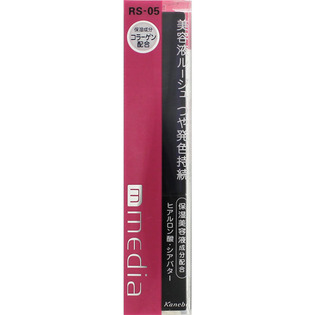 RS・05
保湿成分
コラーゲン
配合
美容液ルージュ つや発色持続
保湿美容液成分配合
ヒアルロン酸・シアバター
m media
Kanebo